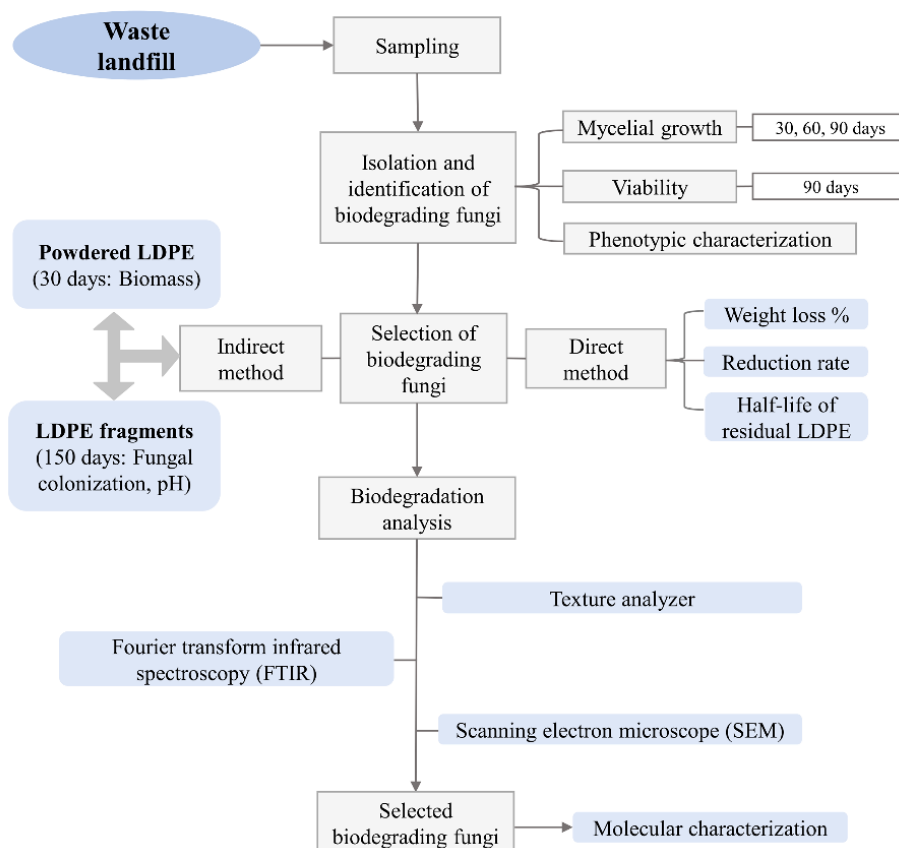 Waste
landfill
Sampling
Isolation and
identification of
biodegrading fungi
Mycelial growth
30, 60, 90 days
Viability
90 days
Phenotypic characterization
Powdered LDPE
(30 days: Biomass)
LDPE fragments
(150 days: Fungal
colonization, pH)
Indirect
method
Selection of
biodegrading
fungi
Direct
method
Weight loss %
Reduction rate
Half-life of
residual LDPE
Biodegradation
analysis
Texture analyzer
Fourier transform infrared
spectroscopy (FTIR)
Scanning electron microscope (SEM)
Selected
biodegrading fungi
Molecular characterization